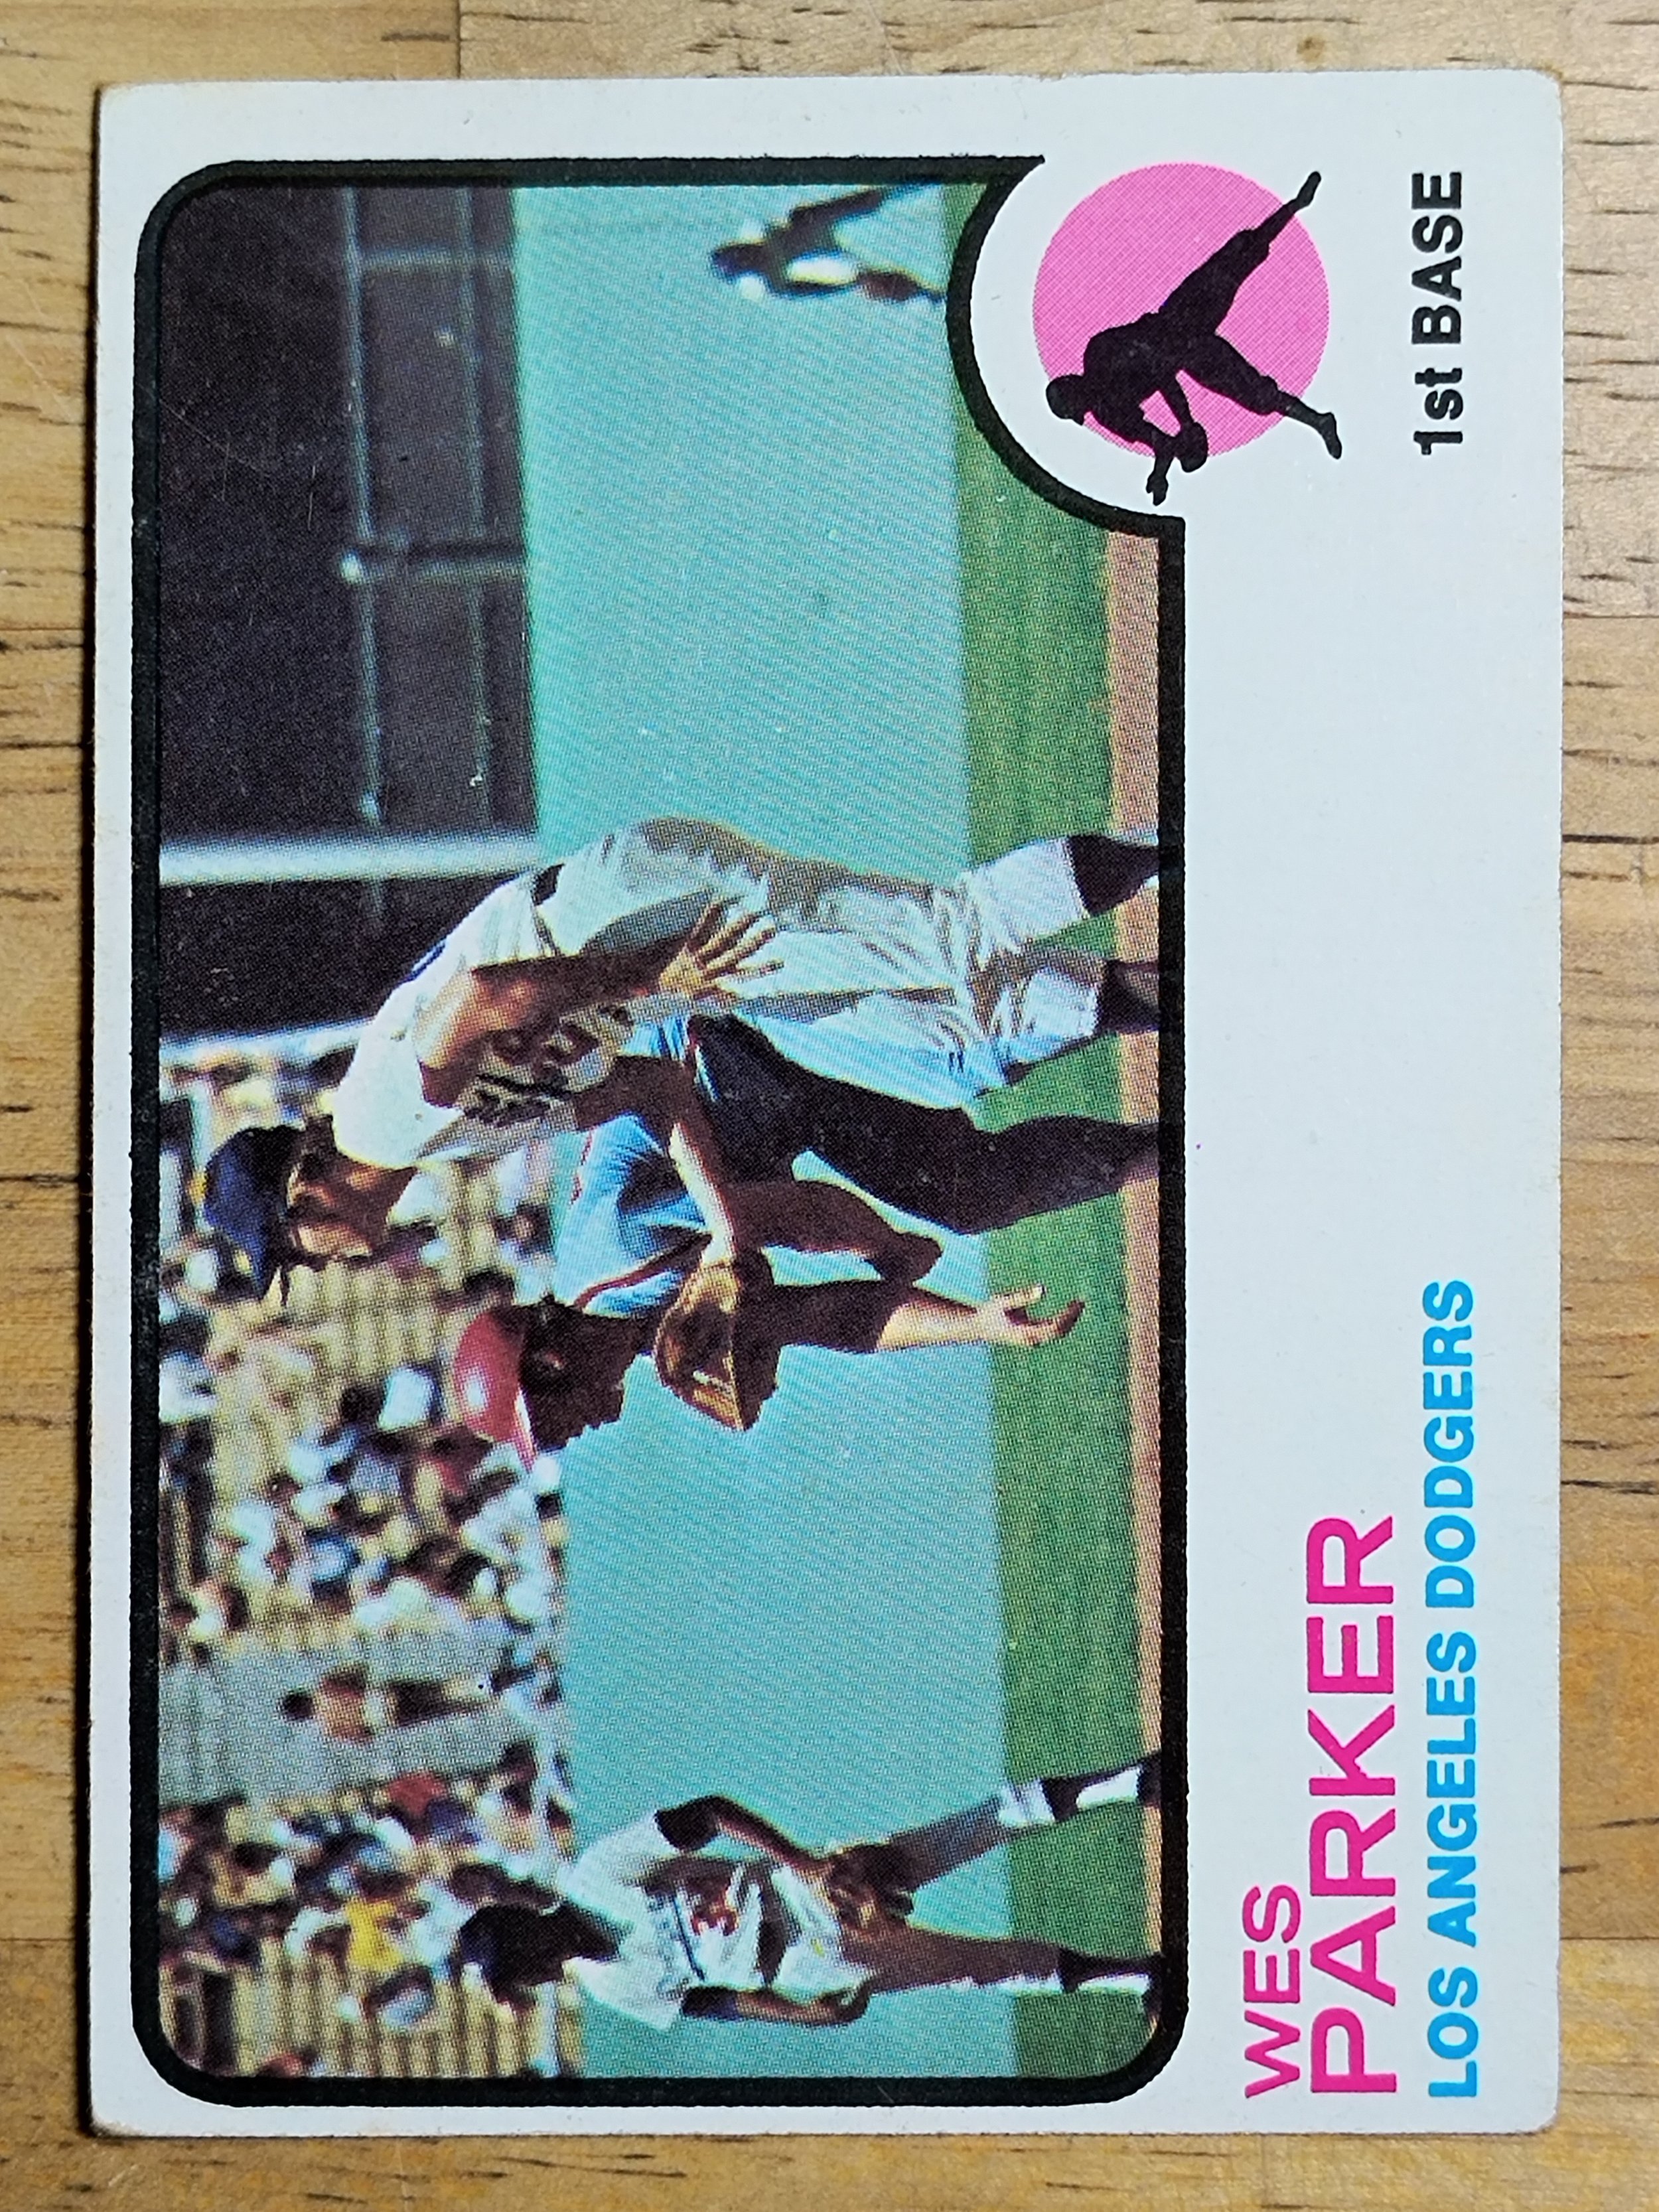 WES
PARKER
LOS ANGELES DODGERS
1st BASE